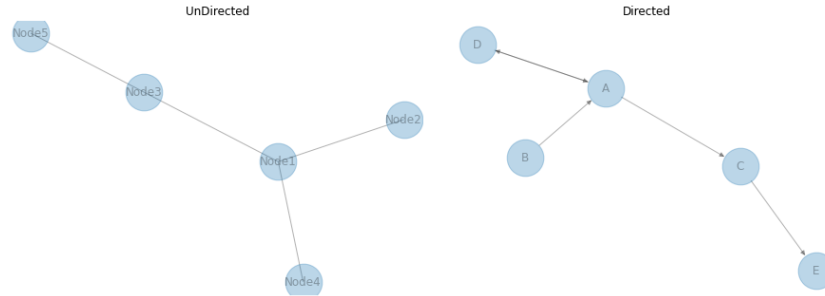 UnDirected
Node5
Node3
Node2
Node1
Node4
Directed
D
A
B
C
E